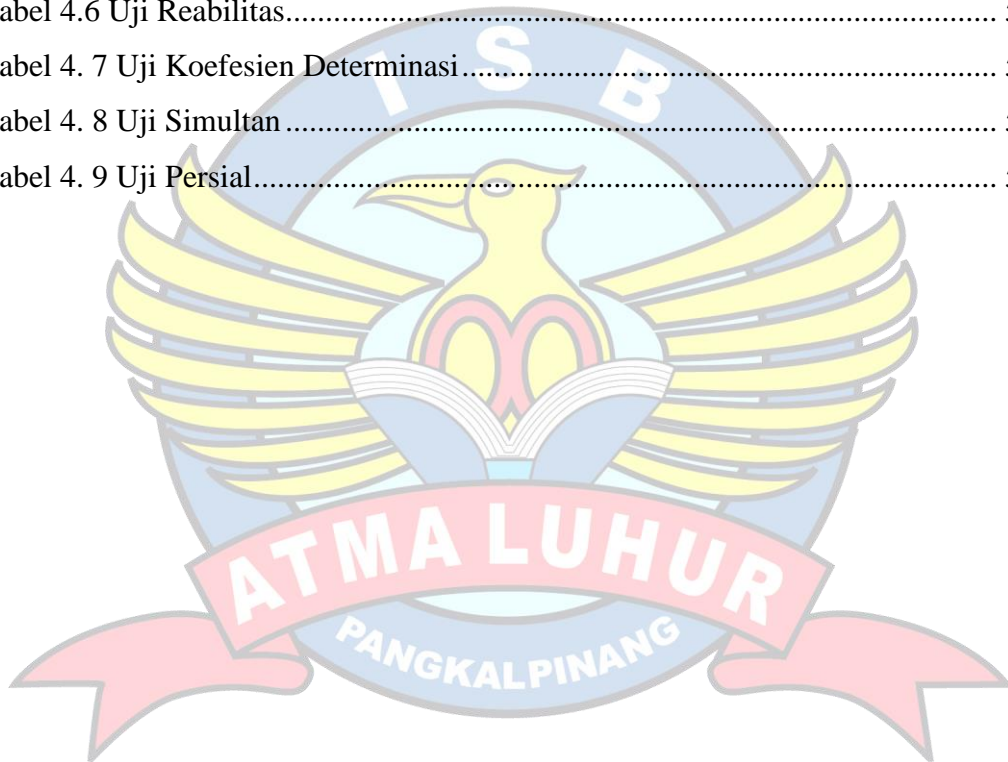 abel 4.6 Uji Reabilitas
abel 4. 7 Uji Koefesien Determinasi
abel 4. 8 Uji Simultan
abel 4. 9 Uji Persial
ISB
ATMA LUHUR
PANGKALPINANG